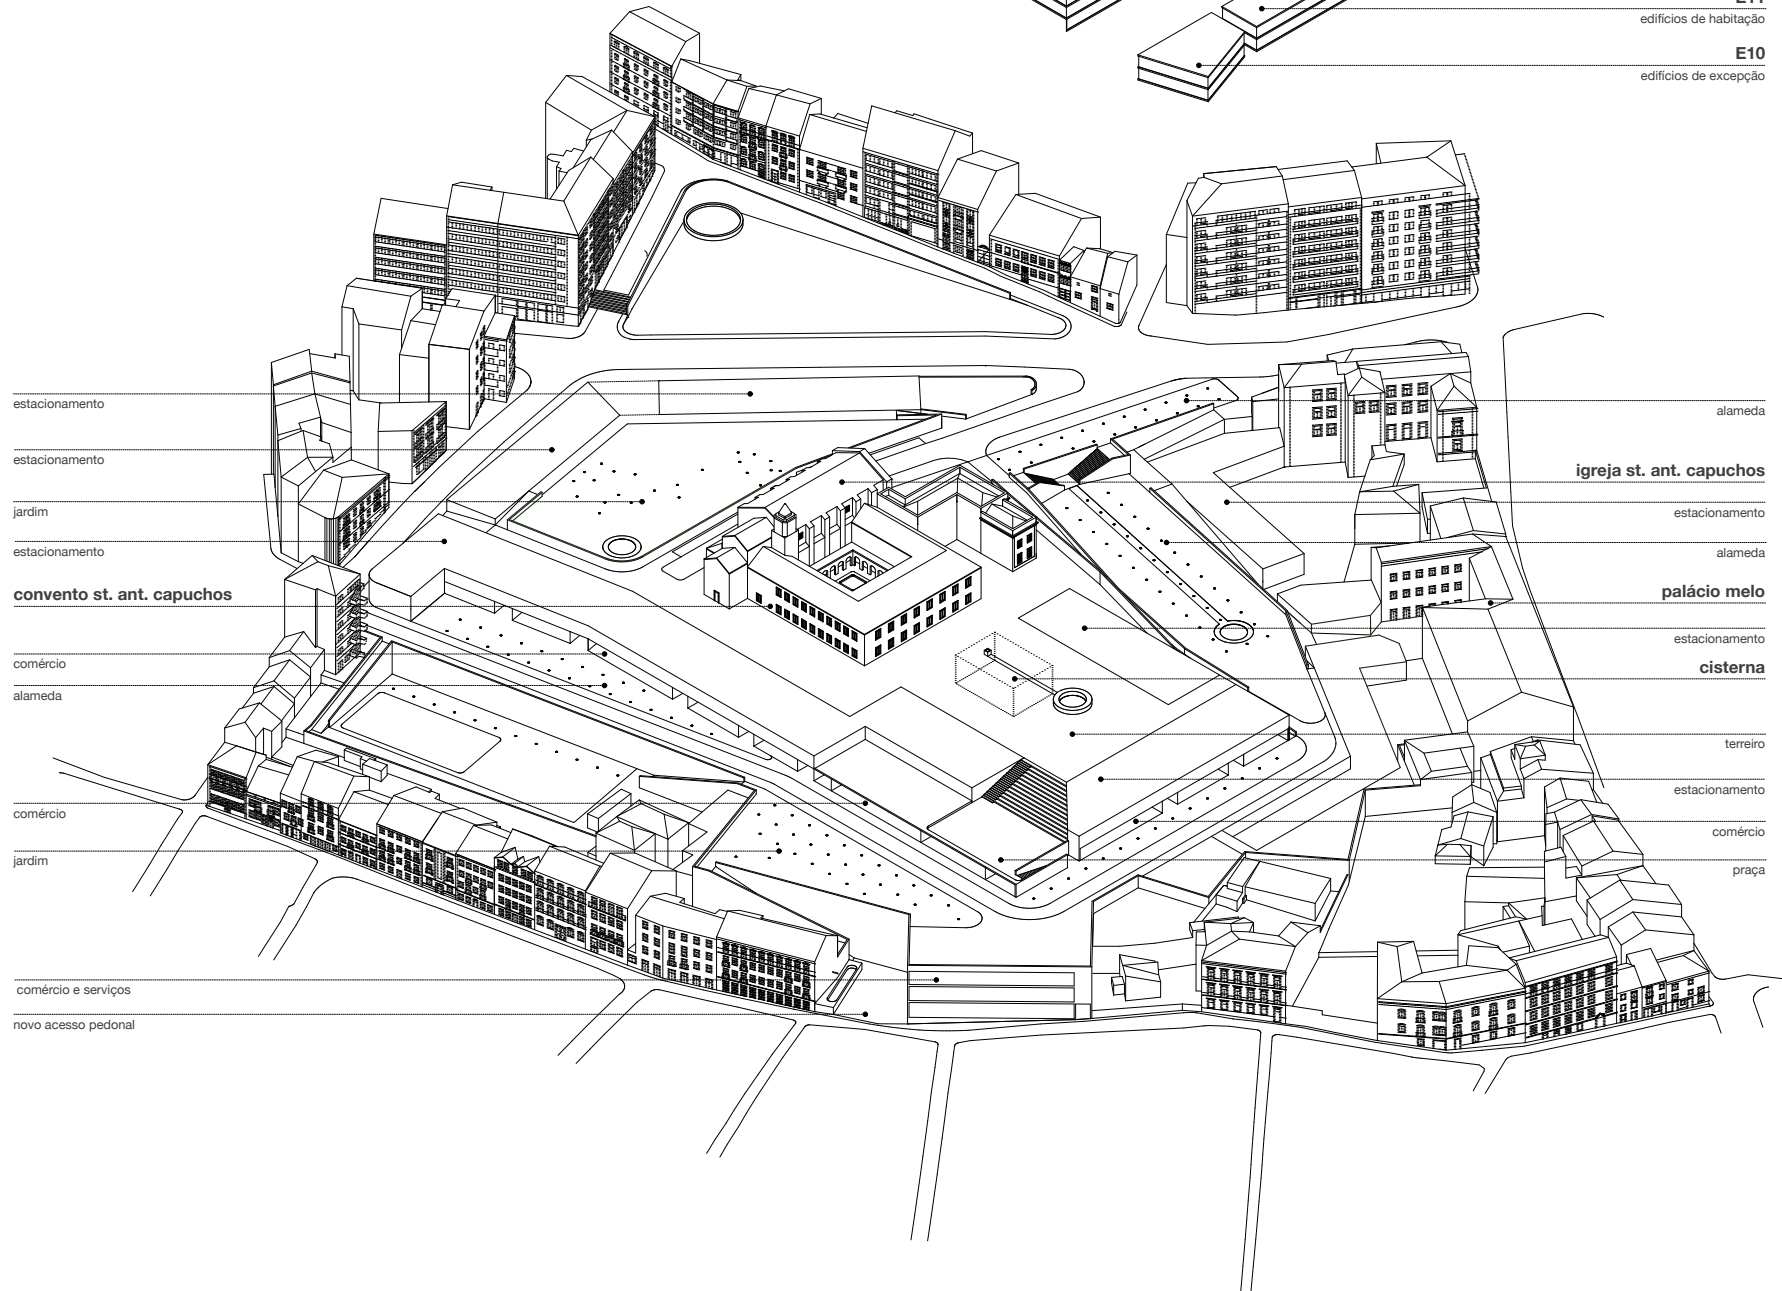 E11
edifícios de habitação
E10
edifícios de excepção
estacionamento
estacionamento
jardim
estacionamento
convento st. ant. capuchos
comércio
alameda
comércio
jardim
comércio e serviços
novo acesso pedonal
alameda
igreja st. ant. capuchos
estacionamento
alameda
palácio melo
estacionamento
cisterna
terreiro
estacionamento
comércio
praça